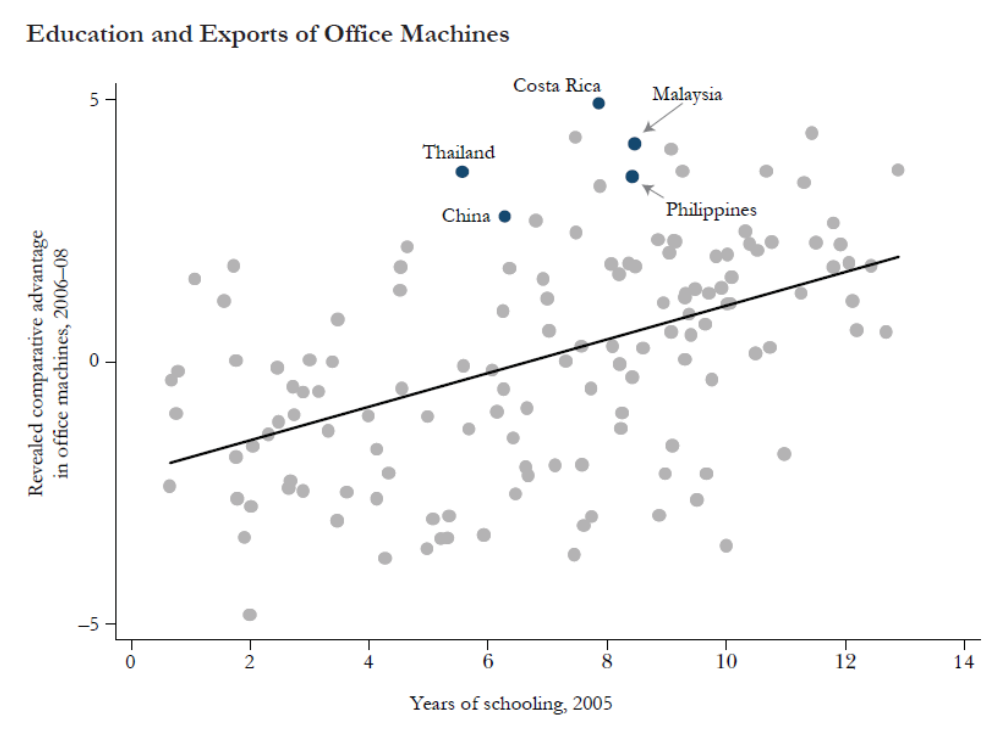 Education and Exports of Office Machines
Revealed comparative advantage
in office machines, 2006–08
5
0
–5
Costa Rica
Malaysia
Thailand
China
Philippines
0 2 4 6 8 10 12 14
Years of schooling, 2005